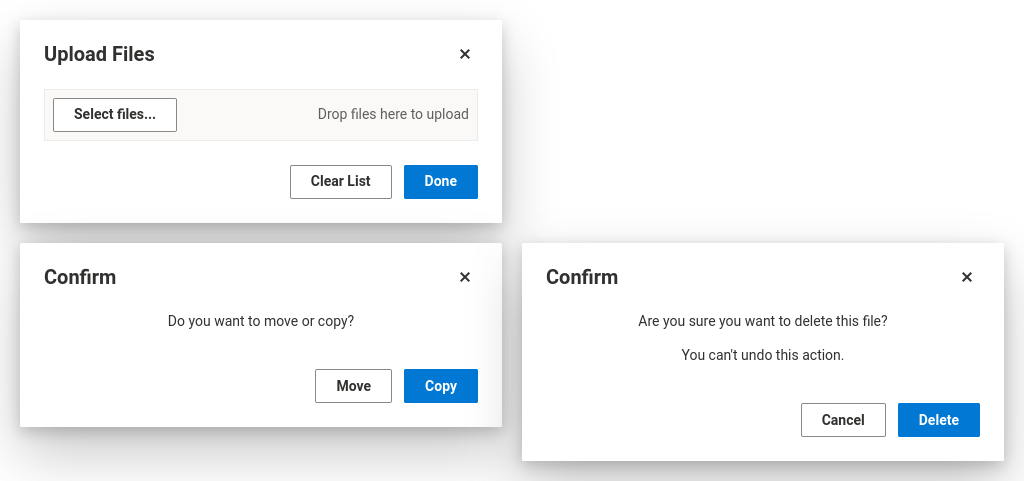 Upload Files
Select files...
Drop files here to upload
Clear List
Done
Confirm
Do you want to move or copy?
Move
Copy
Confirm
Are you sure you want to delete this file?
You can't undo this action.
Cancel
Delete